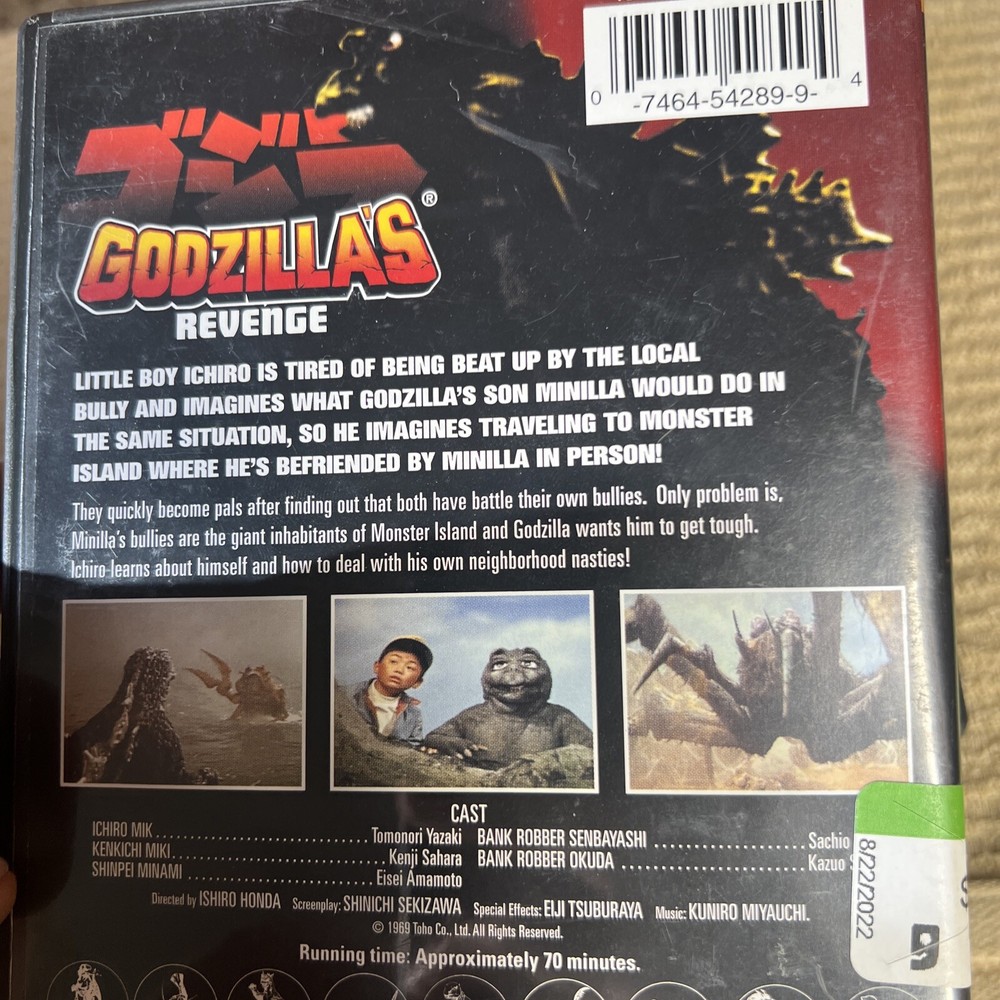 0 -7464-54289-9- 4
ゴジラ
GODZILLA'S®
REVENGE
LITTLE BOY ICHIRO IS TIRED OF BEING BEAT UP BY THE LOCAL
BULLY AND IMAGINES WHAT GODZILLA'S SON MINILLA WOULD DO IN
THE SAME SITUATION, SO HE IMAGINES TRAVELING TO MONSTER
ISLAND WHERE HE'S BEFRIENDED BY MINILLA IN PERSON!
They quickly become pals after finding out that both have battle their own bullies. Only problem is,
Minilla's bullies are the giant inhabitants of Monster Island and Godzilla wants him to get tough.
Ichiro learns about himself and how to deal with his own neighborhood nasties!
CAST
ICHIRO MIK.............................. Tomonori Yazaki
KENKICHI MIKI.............................. Kenji Sahara
SHINPEI MINAMI .......................... Eisei Amamoto
BANK ROBBER SENBAYASHI ...................... Sachio
BANK ROBBER OKUDA .......................... Kazuo
Directed by ISHIRO HONDA Screenplay: SHINICHI SEKIZAWA Special Effects: EIJI TSUBURAYA Music: KUNIRO MIYAUCHI.
© 1969 Toho Co., Ltd. All Rights Reserved.
Running time: Approximately 70 minutes.
8/22/2022